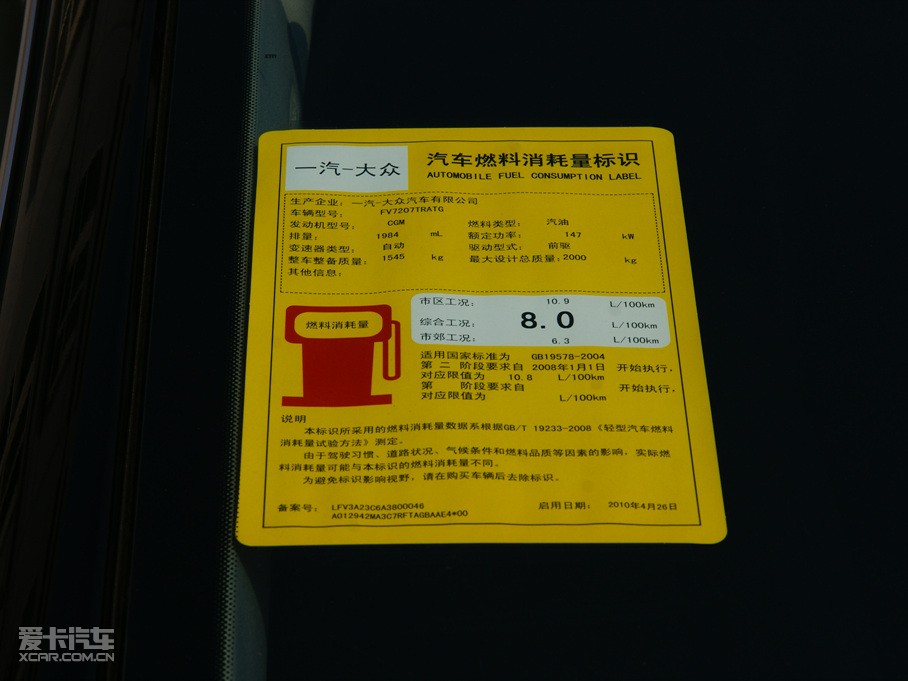 一汽-大众
汽车燃料消耗量标识
AUTOMOBILE FUEL CONSUMPTION LABEL
生产企业：一汽-大众汽车有限公司
车辆型号： FV7207TRATG
发动机型号： CGM 燃料类型： 汽油
排量： 1984 mL 额定功率： 147 kW
变速器类型： 自动 驱动型式： 前驱
整车整备质量： 1545 kg 最大设计总质量：2000 kg
其他信息：
燃料消耗量
市区工况： 10.9 L/100km
综合工况： 8.0 L/100km
市郊工况： 6.3 L/100km
适用国家标准为 GB19578-2004
第 二 阶段要求自 2008年1月1日 开始执行，
对应限值为 10.8 L/100km
第 阶段要求自 开始执行，
对应限值为 L/100km
说明
本标识所采用的燃料消耗量数据系根据GB/T 19233-2008《轻型汽车燃料
消耗量试验方法》测定。
由于驾驶习惯、道路状况、气候条件和燃料品质等因素的影响，实际燃
料消耗量可能与本标识的燃料消耗量不同。
为避免标识影响视野，请在购买车辆后去除标识。
备案号： LFV3A23C6A3800046 启用日期： 2010年4月26日
A012942MA3C7RFTAGBAAE4*00
爱卡汽车
XCAR.COM.CN